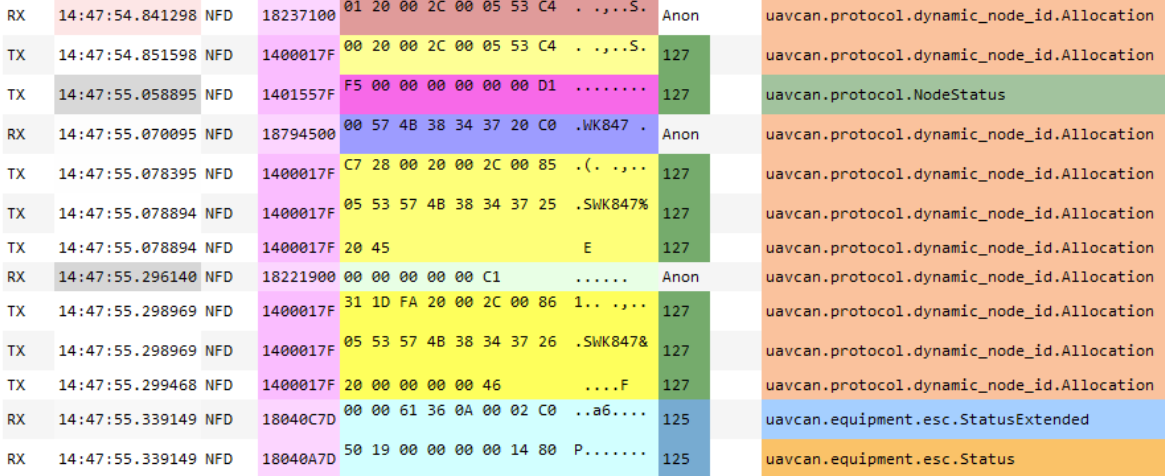 RX 14:47:54.841298 NFD 18237100 01 20 00 2C 00 05 53 C4 . .,..S. Anon uavcan.protocol.dynamic_node_id.Allocation
TX 14:47:54.851598 NFD 1400017F 00 20 00 2C 00 05 53 C4 . .,..S. 127 uavcan.protocol.dynamic_node_id.Allocation
TX 14:47:55.058895 NFD 1401557F F5 00 00 00 00 00 00 D1 ........ 127 uavcan.protocol.NodeStatus
RX 14:47:55.070095 NFD 18794500 00 57 4B 38 34 37 20 C0 .WK847 . Anon uavcan.protocol.dynamic_node_id.Allocation
TX 14:47:55.078395 NFD 1400017F C7 28 00 20 00 2C 00 85 .(. .,.. 127 uavcan.protocol.dynamic_node_id.Allocation
TX 14:47:55.078894 NFD 1400017F 05 53 57 4B 38 34 37 25 .SWK847% 127 uavcan.protocol.dynamic_node_id.Allocation
TX 14:47:55.078894 NFD 1400017F 20 45 E 127 uavcan.protocol.dynamic_node_id.Allocation
RX 14:47:55.296140 NFD 18221900 00 00 00 00 00 C1 ...... Anon uavcan.protocol.dynamic_node_id.Allocation
TX 14:47:55.298969 NFD 1400017F 31 1D FA 20 00 2C 00 86 1.. .,.. 127 uavcan.protocol.dynamic_node_id.Allocation
TX 14:47:55.298969 NFD 1400017F 05 53 57 4B 38 34 37 26 .SWK847& 127 uavcan.protocol.dynamic_node_id.Allocation
TX 14:47:55.299468 NFD 1400017F 20 00 00 00 00 46 ....F 127 uavcan.protocol.dynamic_node_id.Allocation
RX 14:47:55.339149 NFD 18040C7D 00 00 61 36 0A 00 02 C0 ..a6.... 125 uavcan.equipment.esc.StatusExtended
RX 14:47:55.339149 NFD 18040A7D 50 19 00 00 00 00 14 80 P....... 125 uavcan.equipment.esc.Status